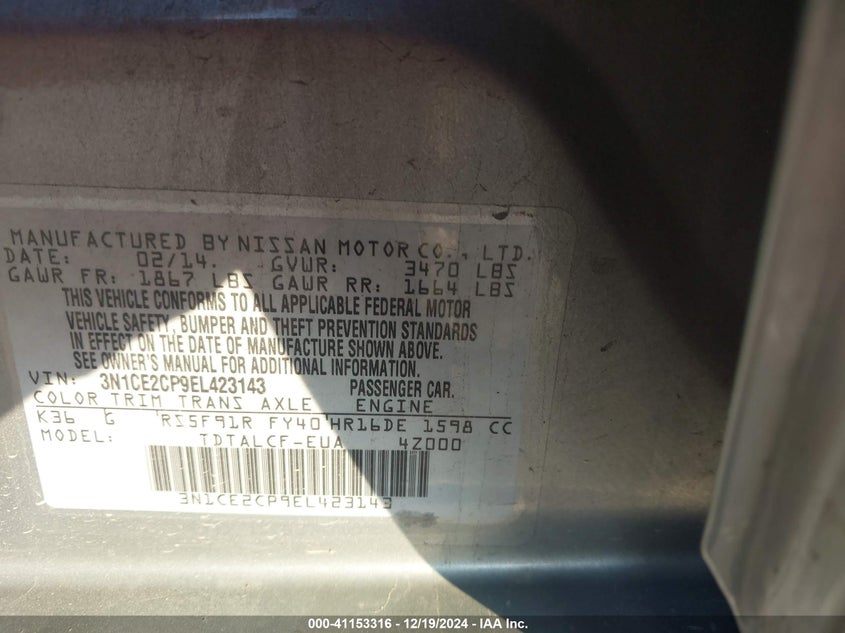 MANUFACTURED BY NISSAN MOTOR CO., LTD.
DATE: 02/14. GVWR: 3470 LBS
GAWR FR: 1867 LBS GAWR RR: 1664 LBS
THIS VEHICLE CONFORMS TO ALL APPLICABLE FEDERAL MOTOR
VEHICLE SAFETY, BUMPER AND THEFT PREVENTION STANDARDS
IN EFFECT ON THE DATE OF MANUFACTURE SHOWN ABOVE.
SEE OWNER'S MANUAL FOR ADDITIONAL INFORMATION.
VIN: 3N1CE2CP9EL423143 PASSENGER CAR.
COLOR TRIM TRANS AXLE ENGINE
K36 G RS5F91R FY40 HR16DE 1598 CC
MODEL: TDTALCF-EUA 4Z000
3N1CE2CP9EL423143
000-41153316 - 12/19/2024 - IAA Inc.